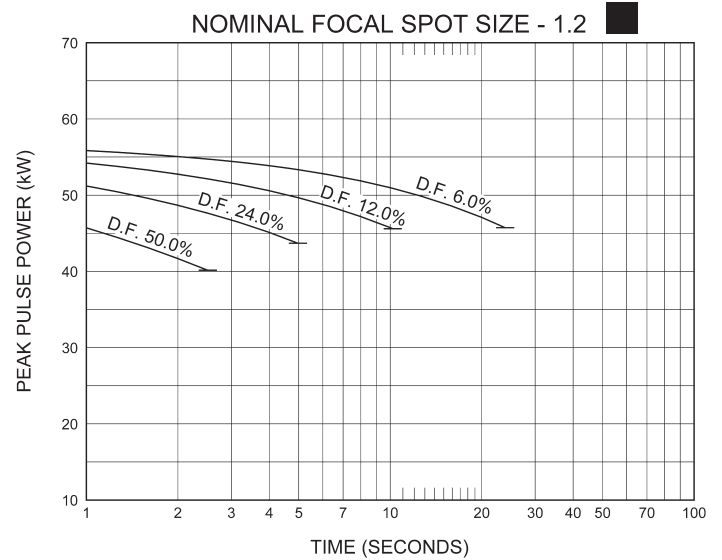 NOMINAL FOCAL SPOT SIZE - 1.2
70
60
50
40
30
20
10
PEAK PULSE POWER (kW)
D.F. 6.0%
D.F. 12.0%
D.F. 24.0%
D.F. 50.0%
1 2 3 4 5 7 10 20 30 40 50 70 100
TIME (SECONDS)